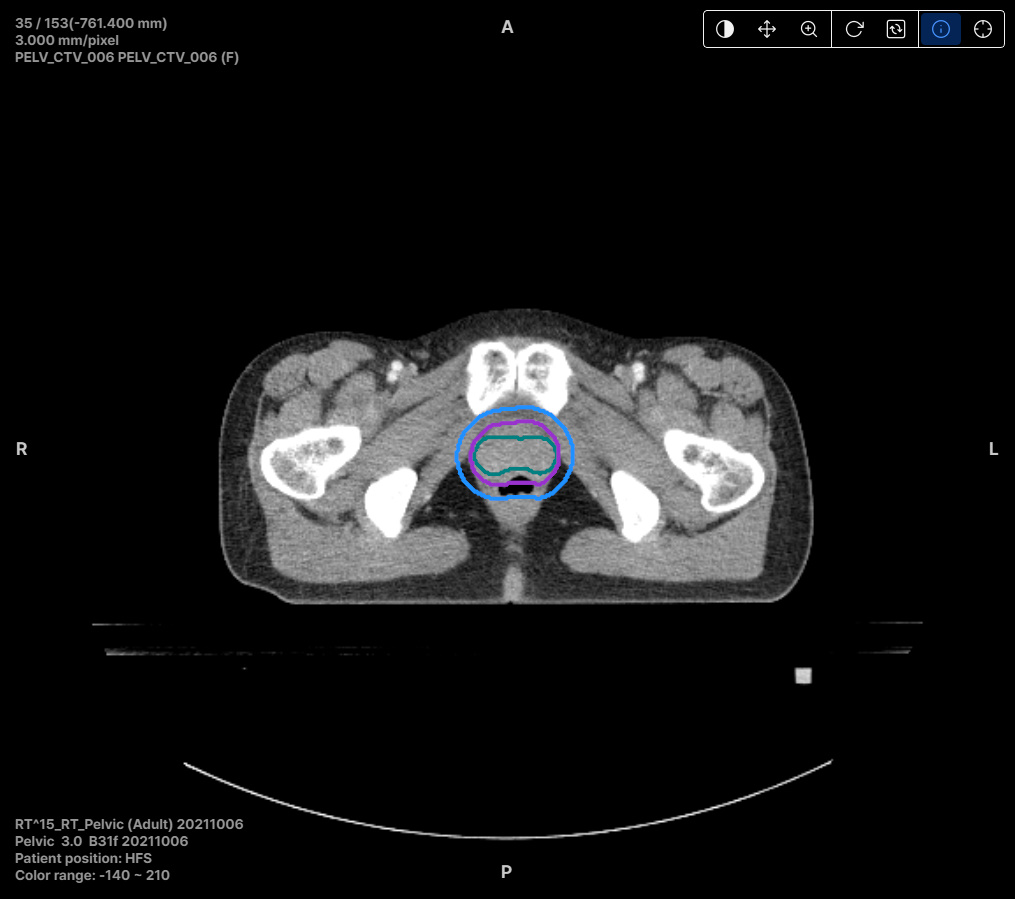 35 / 153(-761.400 mm)
3.000 mm/pixel
PELV_CTV_006 PELV_CTV_006 (F)
A
R
L
RT^15_RT_Pelvic (Adult) 20211006
Pelvic  3.0  B31f 20211006
Patient position: HFS
Color range: -140 ~ 210
P